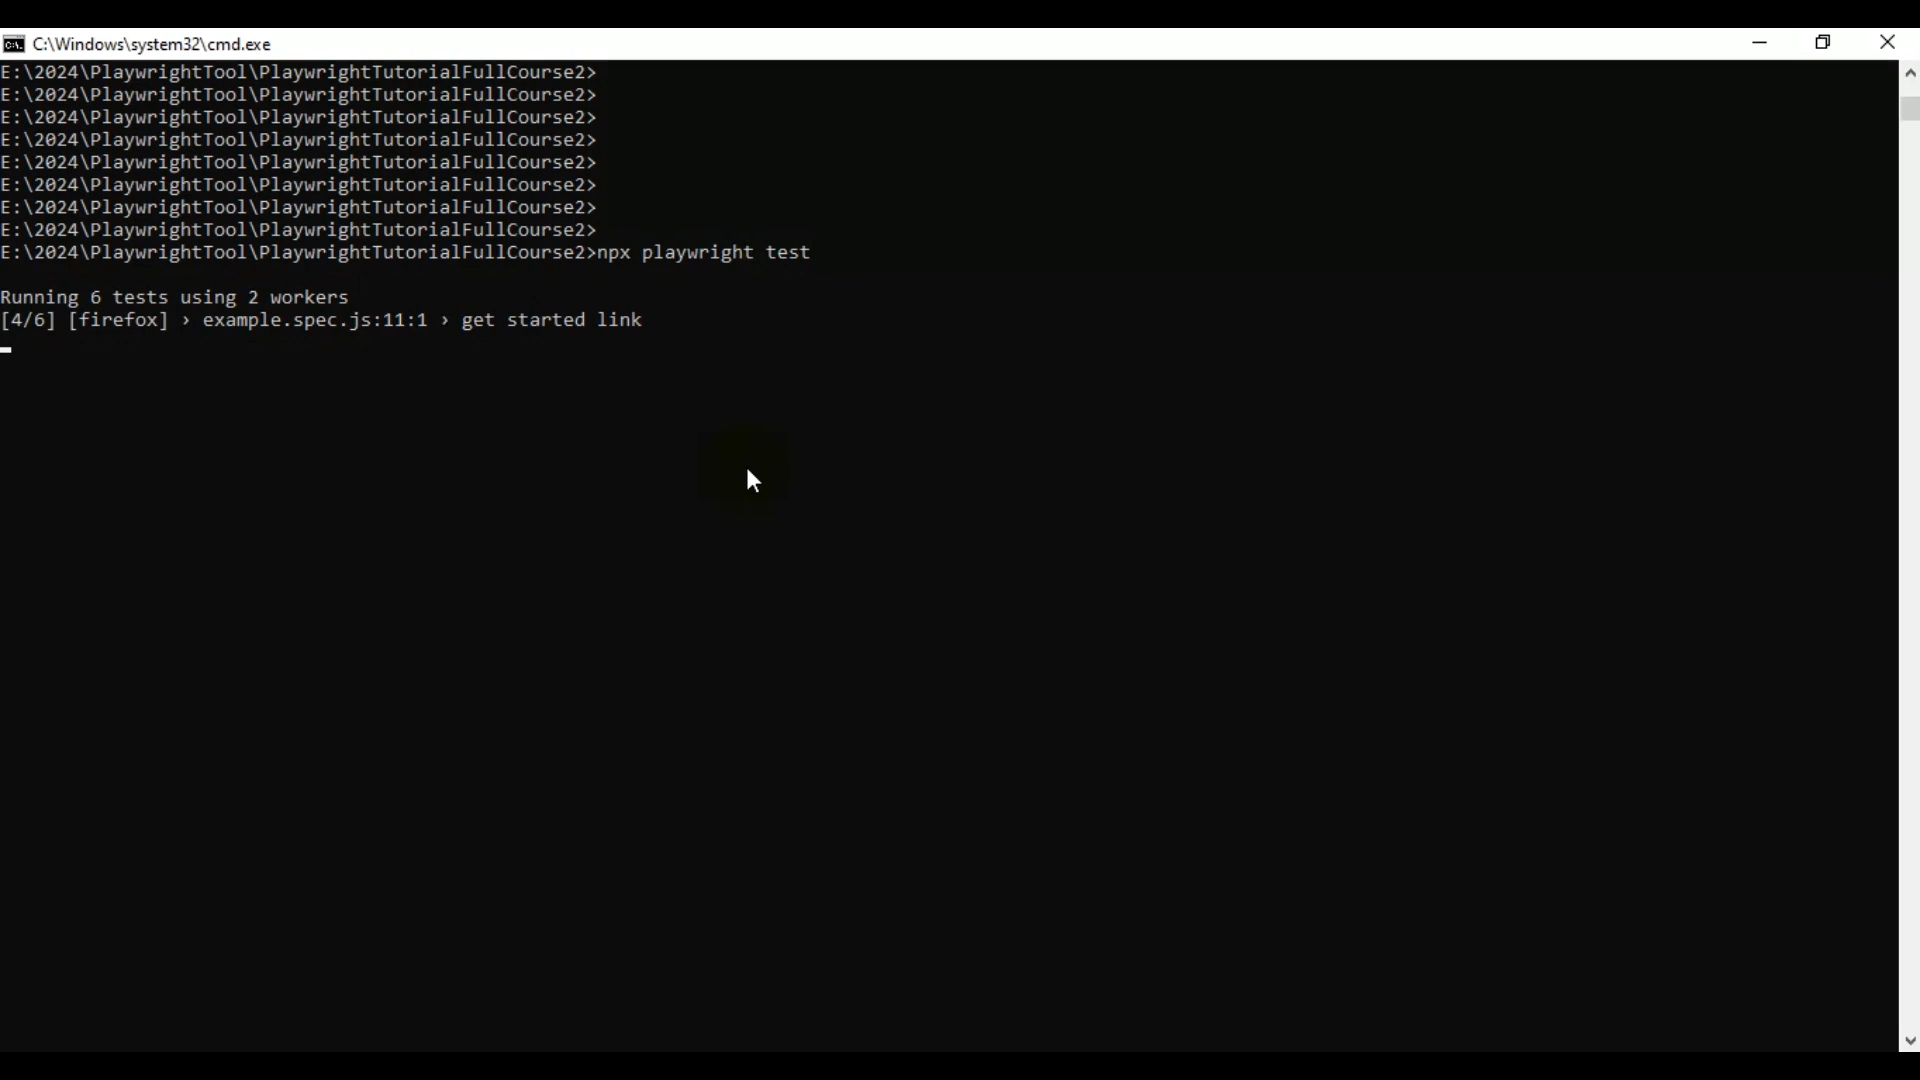 C:\Windows\system32\cmd.exe
E:\2024\PlaywrightTool\PlaywrightTutorialFullCourse2>
E:\2024\PlaywrightTool\PlaywrightTutorialFullCourse2>
E:\2024\PlaywrightTool\PlaywrightTutorialFullCourse2>
E:\2024\PlaywrightTool\PlaywrightTutorialFullCourse2>
E:\2024\PlaywrightTool\PlaywrightTutorialFullCourse2>
E:\2024\PlaywrightTool\PlaywrightTutorialFullCourse2>
E:\2024\PlaywrightTool\PlaywrightTutorialFullCourse2>
E:\2024\PlaywrightTool\PlaywrightTutorialFullCourse2>
E:\2024\PlaywrightTool\PlaywrightTutorialFullCourse2>npx playwright test
Running 6 tests using 2 workers
[4/6] [firefox] › example.spec.js:11:1 › get started link